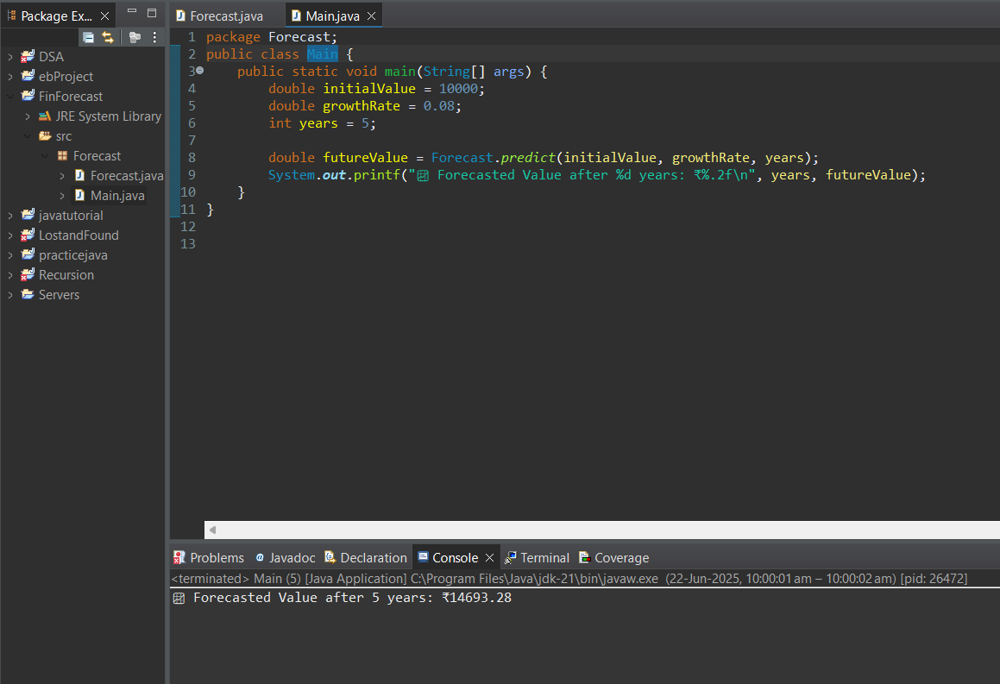 Package Ex...
Forecast.java Main.java
DSA
ebProject
FinForecast
JRE System Library
src
Forecast
Forecast.java
Main.java
javatutorial
LostandFound
practicejava
Recursion
Servers
1 package Forecast;
2 public class Main {
3 public static void main(String[] args) {
4 double initialValue = 10000;
5 double growthRate = 0.08;
6 int years = 5;
7
8 double futureValue = Forecast.predict(initialValue, growthRate, years);
9 System.out.printf("💹 Forecasted Value after %d years: ₹%.2f\n", years, futureValue);
10 }
11 }
12
13
Problems Javadoc Declaration Console Terminal Coverage
<terminated> Main (5) [Java Application] C:\Program Files\Java\jdk-21\bin\javaw.exe (22-Jun-2025, 10:00:01 am – 10:00:02 am) [pid: 26472]
💹 Forecasted Value after 5 years: ₹14693.28